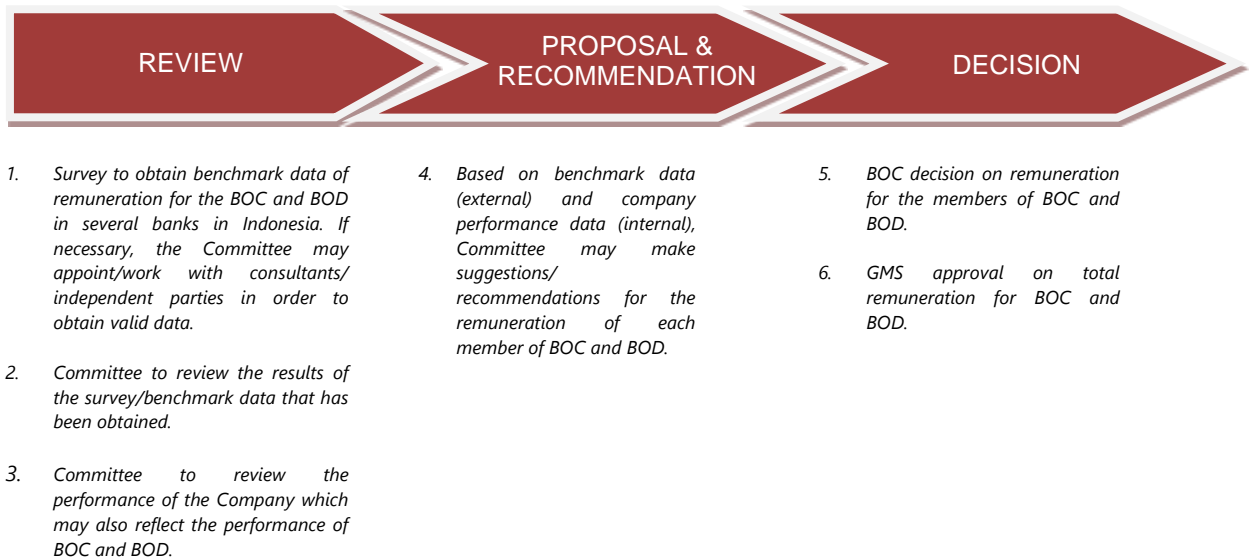 REVIEW
PROPOSAL &
RECOMMENDATION
DECISION
1. Survey to obtain benchmark data of
remuneration for the BOC and BOD
in several banks in Indonesia. If
necessary, the Committee may
appoint/work with consultants/
independent parties in order to
obtain valid data.
2. Committee to review the results of
the survey/benchmark data that has
been obtained.
3. Committee to review the
performance of the Company which
may also reflect the performance of
BOC and BOD.
4. Based on benchmark data
(external) and company
performance data (internal),
Committee may make
suggestions/
recommendations for the
remuneration of each
member of BOC and BOD.
5. BOC decision on remuneration
for the members of BOC and
BOD.
6. GMS approval on total
remuneration for BOC and
BOD.